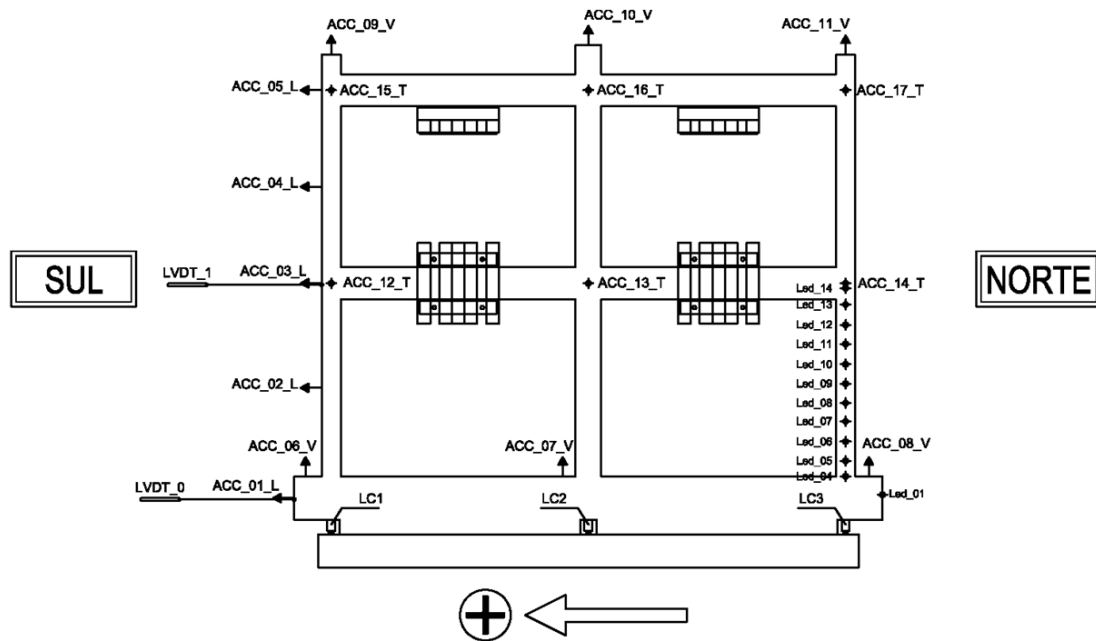 ACC_09_V
ACC_10_V
ACC_11_V
ACC_05_L
ACC_15_T
ACC_16_T
ACC_17_T
ACC_04_L
SUL
LVDT_1
ACC_03_L
ACC_12_T
ACC_13_T
ACC_14_T
NORTE
Led_14
Led_13
Led_12
Led_11
Led_10
ACC_02_L
Led_09
Led_08
Led_07
ACC_06_V
ACC_07_V
Led_06
ACC_08_V
Led_05
Led_04
LVDT_0
ACC_01_L
LC1
LC2
LC3
Led_01